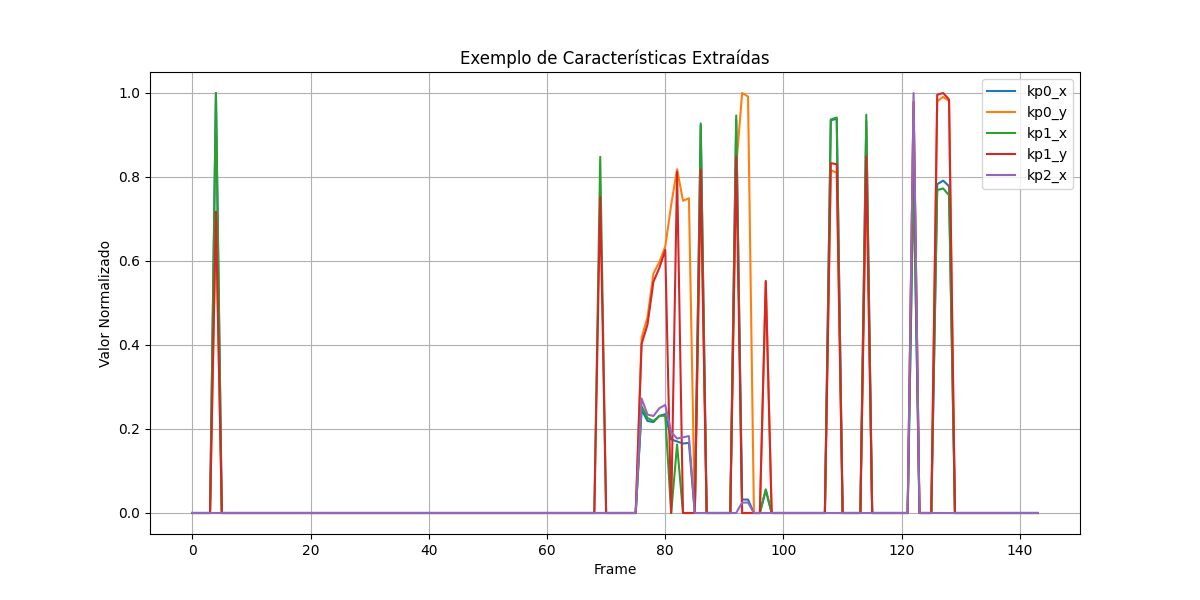 Exemplo de Características Extraídas
kp0_x
kp0_y
kp1_x
kp1_y
kp2_x
Valor Normalizado
1.0
0.8
0.6
0.4
0.2
0.0
0 20 40 60 80 100 120 140
Frame